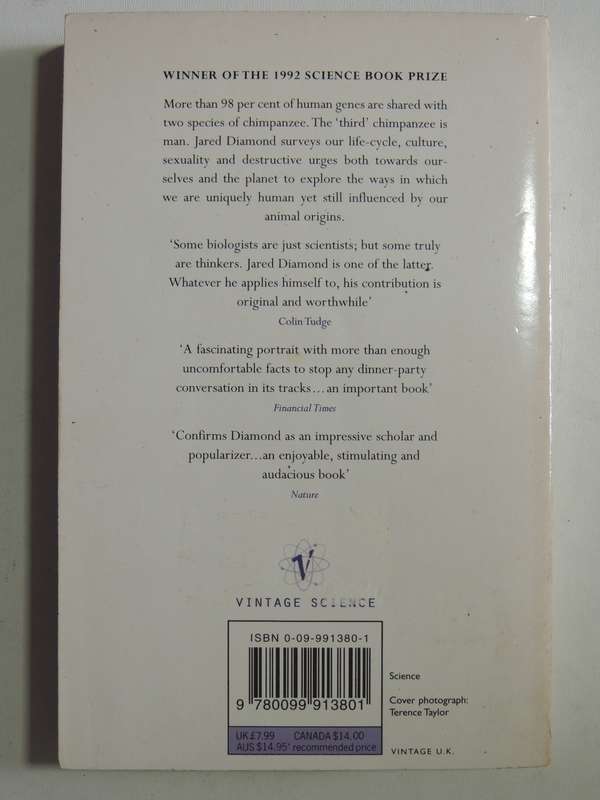 WINNER OF THE 1992 SCIENCE BOOK PRIZE
More than 98 per cent of human genes are shared with
two species of chimpanzee. The 'third' chimpanzee is
man. Jared Diamond surveys our life-cycle, culture,
sexuality and destructive urges both towards our-
selves and the planet to explore the ways in which
we are uniquely human yet still influenced by our
animal origins.
'Some biologists are just scientists; but some truly
are thinkers. Jared Diamond is one of the latter.
Whatever he applies himself to, his contribution is
original and worthwhile'
Colin Tudge
'A fascinating portrait with more than enough
uncomfortable facts to stop any dinner-party
conversation in its tracks...an important book'
Financial Times
'Confirms Diamond as an impressive scholar and
popularizer...an enjoyable, stimulating and
audacious book'
Nature
V
VINTAGE SCIENCE
ISBN 0-09-991380-1
9 780099 913801
UK £7.99 CANADA $14.00
AUS $14.95* recommended price
Science
Cover photograph:
Terence Taylor
VINTAGE U.K.